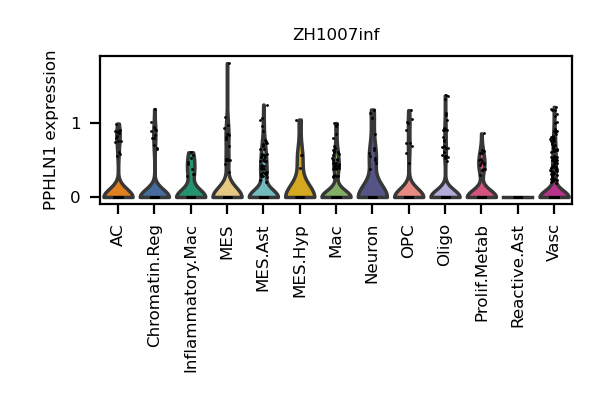 ZH1007inf
PPHLN1 expression
1
0
AC
Chromatin.Reg
Inflammatory.Mac
MES
MES.Ast
MES.Hyp
Mac
Neuron
OPC
Oligo
Prolif.Metab
Reactive.Ast
Vasc